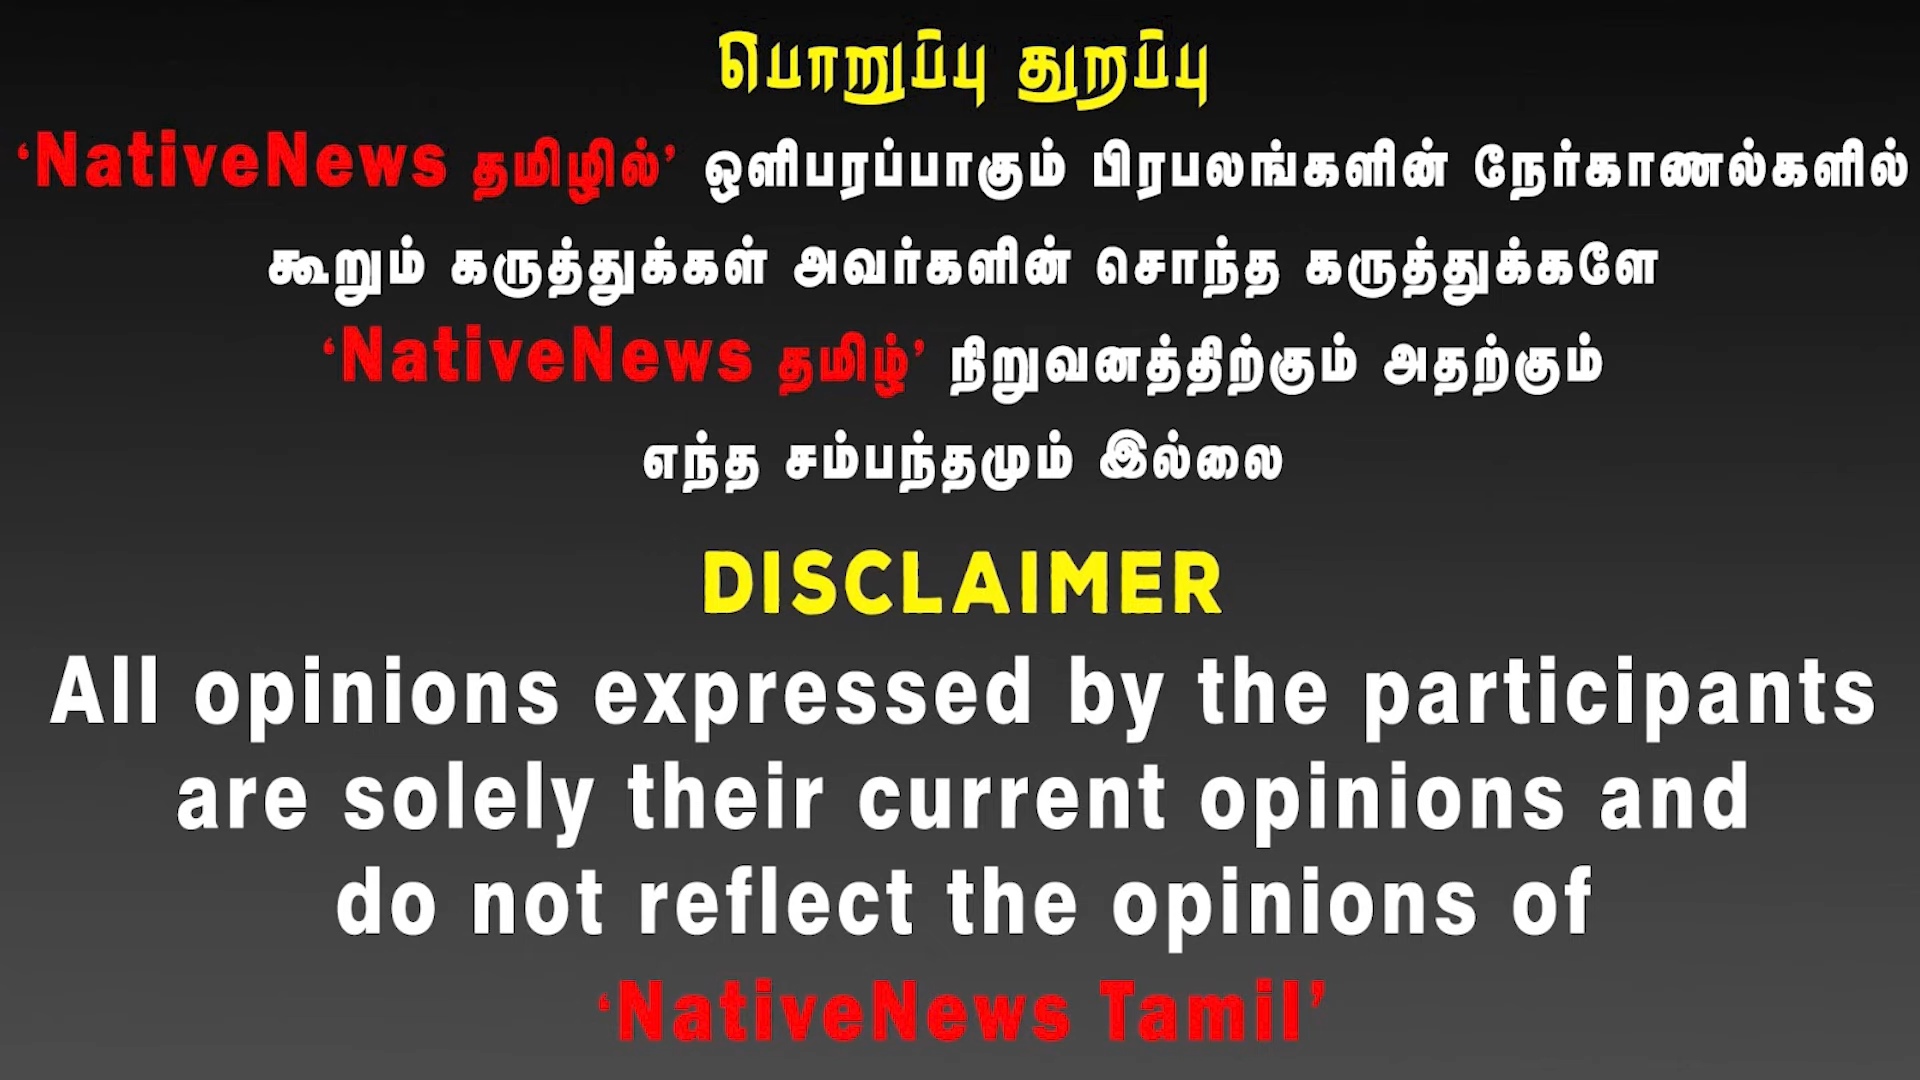 பொறுப்பு துறப்பு
‘NativeNews தமிழில்’ ஒளிபரப்பாகும் பிரபலங்களின் நேர்காணல்களில்
கூறும் கருத்துக்கள் அவர்களின் சொந்த கருத்துக்களே
‘NativeNews தமிழ்’ நிறுவனத்திற்கும் அதற்கும்
எந்த சம்பந்தமும் இல்லை
DISCLAIMER
All opinions expressed by the participants
are solely their current opinions and
do not reflect the opinions of
‘NativeNews Tamil’